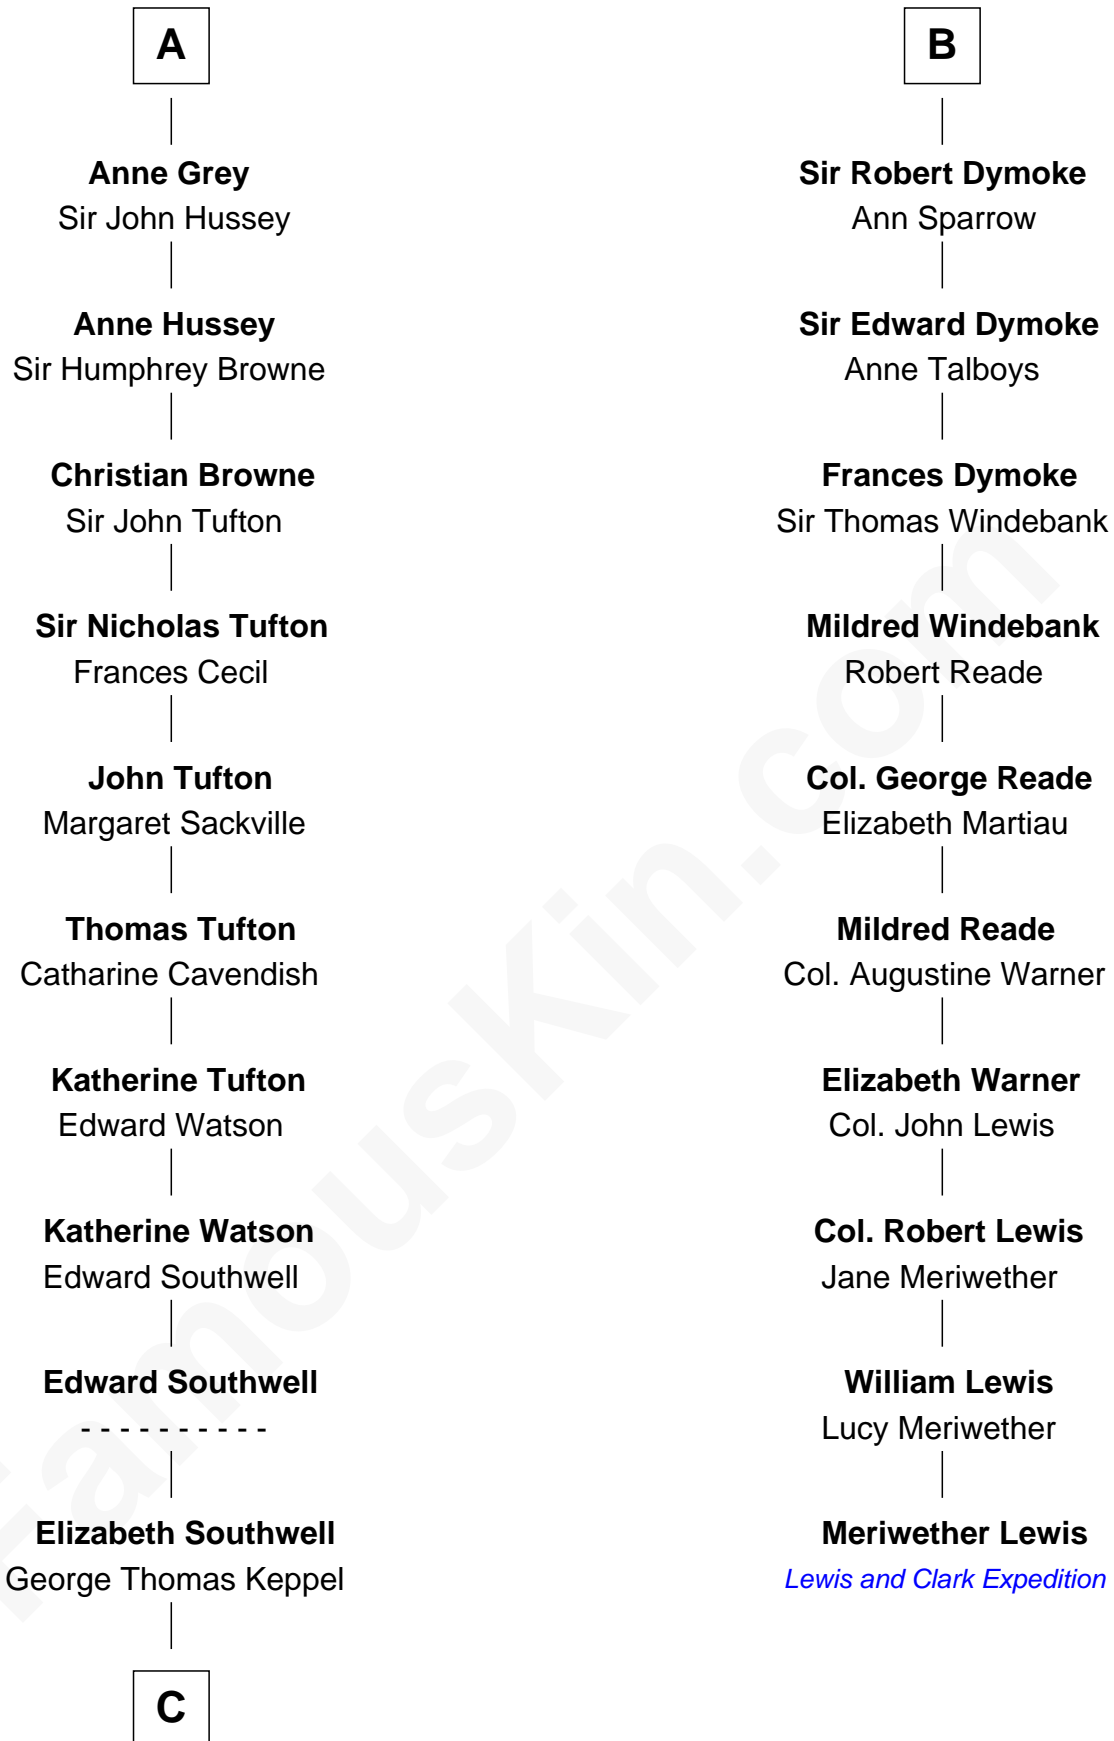 A
Anne Grey
Sir John Hussey
Anne Hussey
Sir Humphrey Browne
Christian Browne
Sir John Tufton
Sir Nicholas Tufton
Frances Cecil
John Tufton
Margaret Sackville
Thomas Tufton
Catharine Cavendish
Katherine Tufton
Edward Watson
Katherine Watson
Edward Southwell
Edward Southwell
- - - - - - - - - -
Elizabeth Southwell
George Thomas Keppel
C
B
Sir Robert Dymoke
Ann Sparrow
Sir Edward Dymoke
Anne Talboys
Frances Dymoke
Sir Thomas Windebank
Mildred Windebank
Robert Reade
Col. George Reade
Elizabeth Martiau
Mildred Reade
Col. Augustine Warner
Elizabeth Warner
Col. John Lewis
Col. Robert Lewis
Jane Meriwether
William Lewis
Lucy Meriwether
Meriwether Lewis
Lewis and Clark Expedition
FamousKin.com